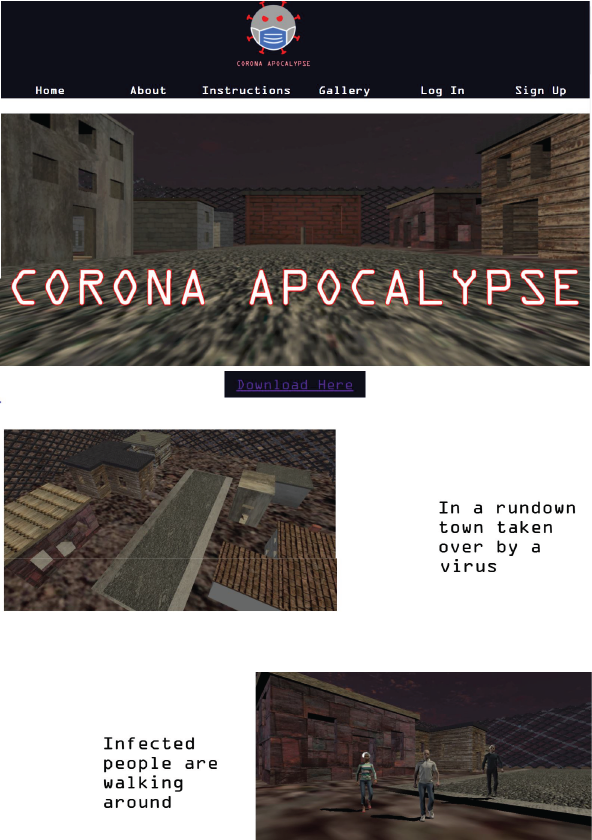 CORONA APOCALYPSE
Home About Instructions Gallery Log In Sign Up
CORONA APOCALYPSE
Download Here
In a rundown
town taken
over by a
virus
Infected
people are
walking
around